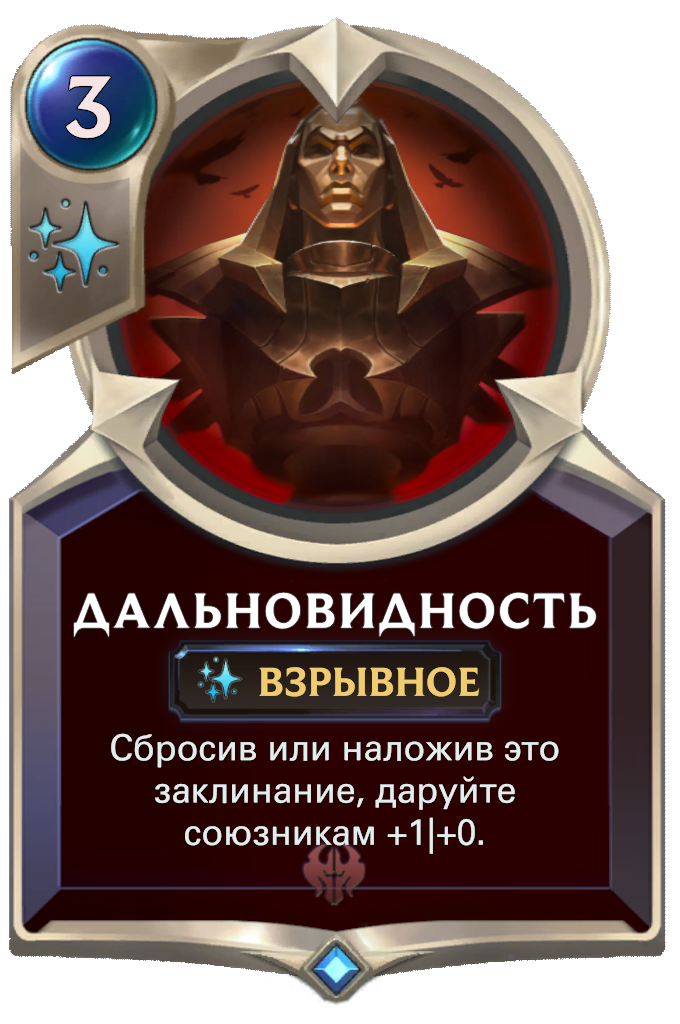 3
ДАЛЬНОВИДНОСТЬ
ВЗРЫВНОЕ
Сбросив или наложив это
заклинание, даруйте
союзникам +1|+0.